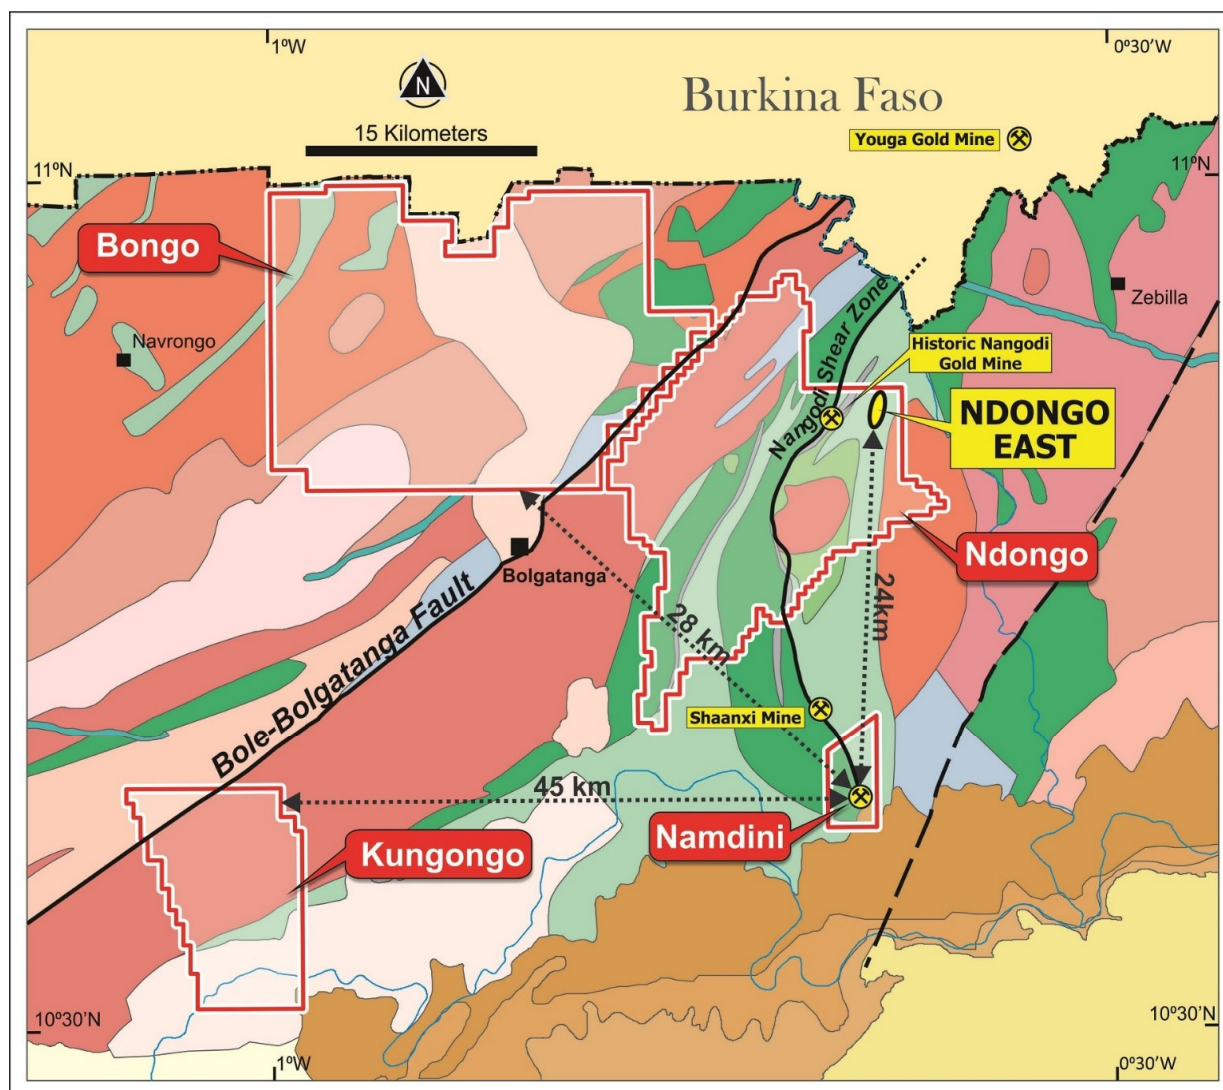 1ºW
0º30'W
N
Burkina Faso
15 Kilometers
Youga Gold Mine
11ºN
11ºN
Bongo
Zebilla
Navrongo
Nangodi Shear Zone
Historic Nangodi
Gold Mine
NDONGO
EAST
Ndongo
Bolgatanga
Bole-Bolgatanga Fault
24km
28 km
Shaanxi Mine
45 km
Namdini
Kungongo
10º30'N
10º30'N
1ºW
0º30'W